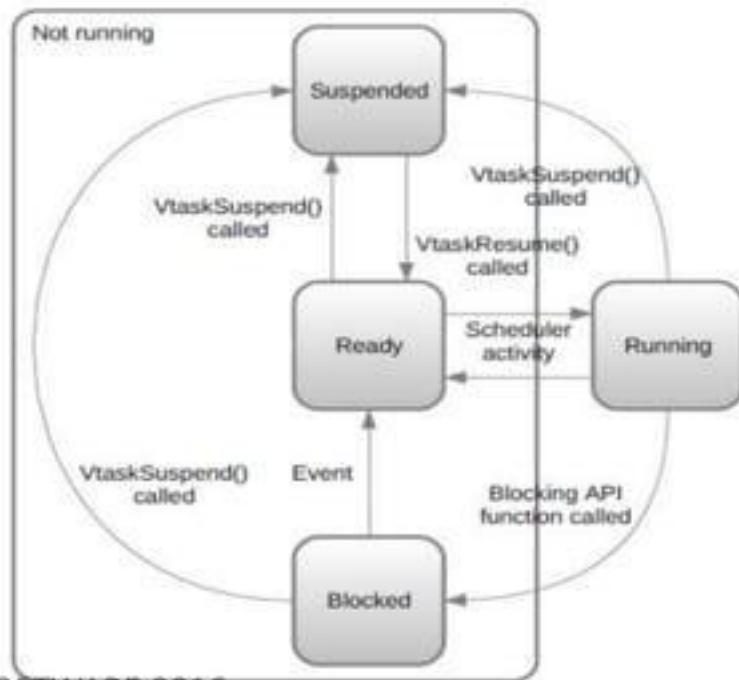 Not running
Suspended
VtaskSuspend()
called
VtaskSuspend()
called
VtaskResume()
called
Ready
Scheduler
activity
Running
VtaskSuspend()
called
Event
Blocking API
function called
Blocked